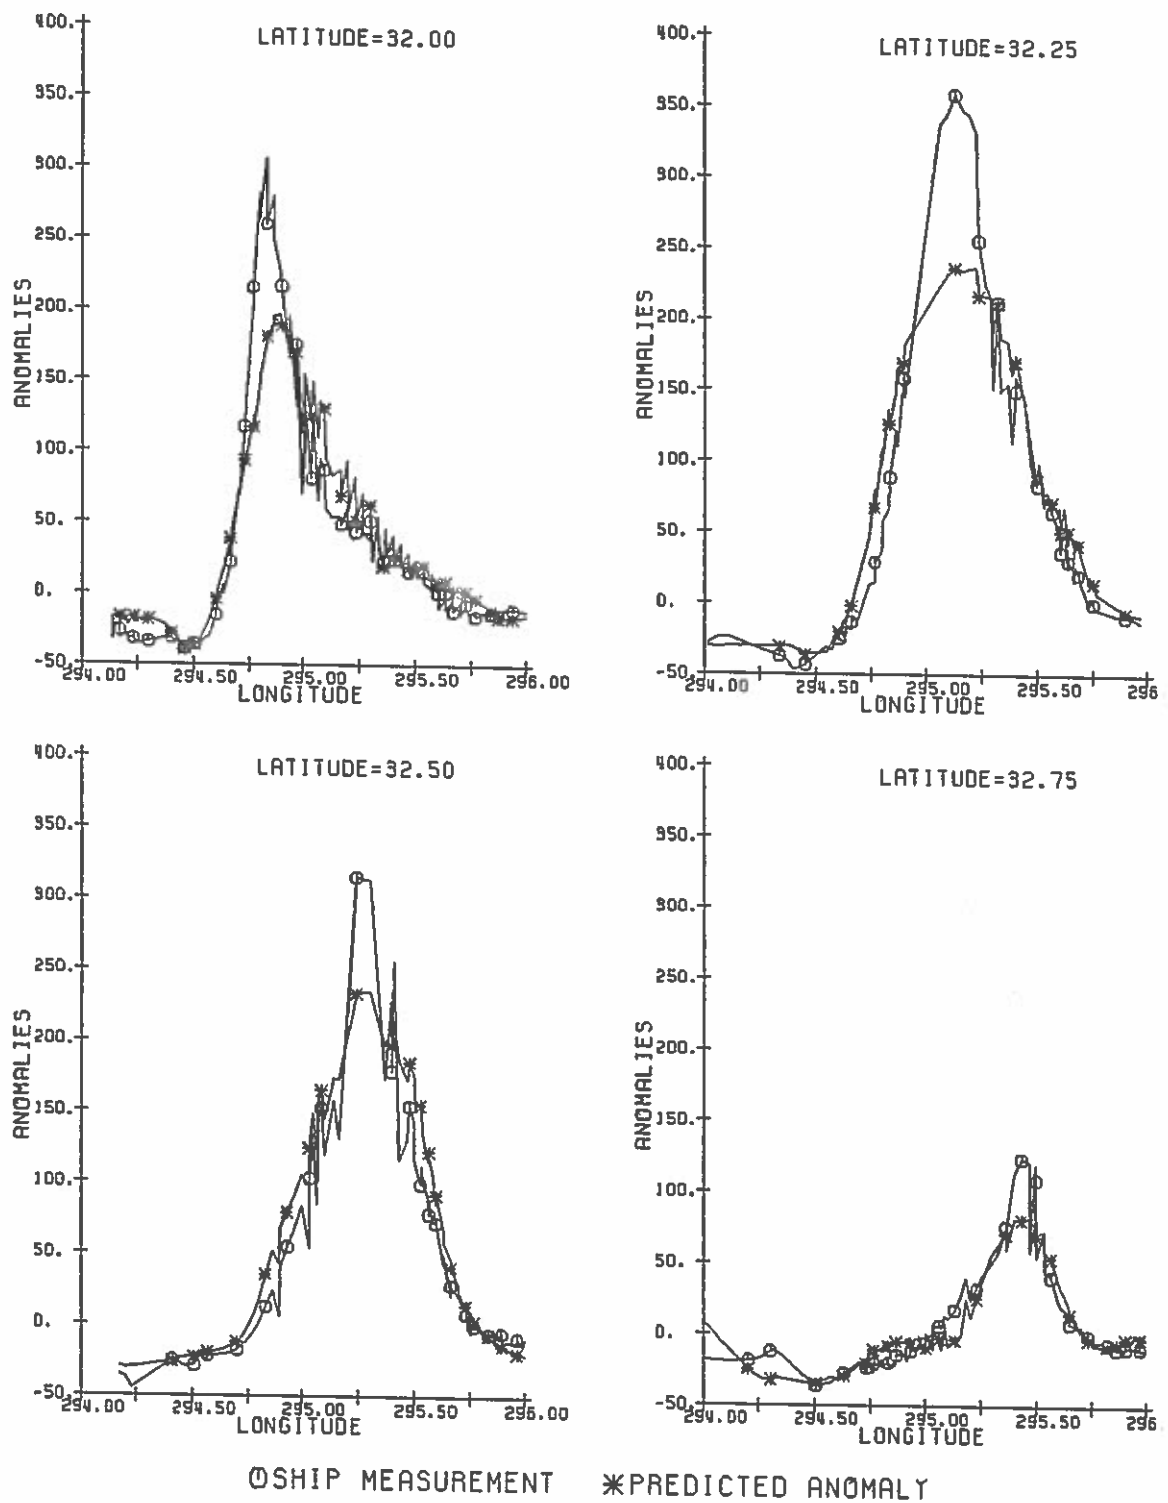 LATITUDE=32.00
400.
350.
300.
250.
200.
150.
100.
50.
0.
-50.
ANOMALIES
294.00 294.50 295.00 295.50 296.00
LONGITUDE
LATITUDE=32.25
400.
350.
300.
250.
200.
150.
100.
50.
0.
-50.
ANOMALIES
294.00 294.50 295.00 295.50 296
LONGITUDE
LATITUDE=32.50
400.
350.
300.
250.
200.
150.
100.
50.
0.
-50.
ANOMALIES
294.00 294.50 295.00 295.50 296.00
LONGITUDE
LATITUDE=32.75
400.
350.
300.
250.
200.
150.
100.
50.
0.
-50.
ANOMALIES
294.00 294.50 295.00 295.50 296
LONGITUDE
SHIP MEASUREMENT
PREDICTED ANOMALY